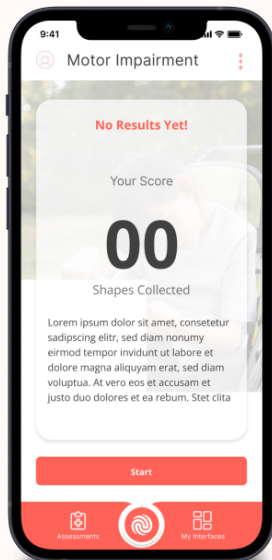 9:41
Motor Impairment
No Results Yet!
Your Score
00
Shapes Collected
Lorem ipsum dolor sit amet, consetetur
sadipscing elitr, sed diam nonumy
eirmod tempor invidunt ut labore et
dolore magna aliquyam erat, sed diam
voluptua. At vero eos et accusam et
justo duo dolores et ea rebum. Stet clita
Start
Assessments
My Interfaces